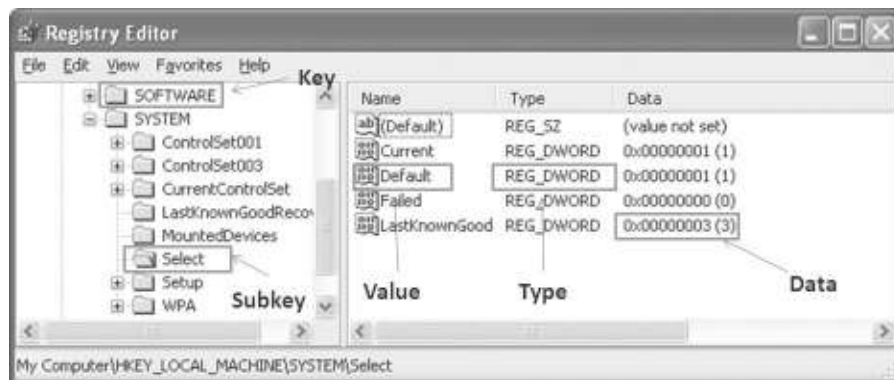 Registry Editor
File Edit View Favorites Help
Key
SOFTWARE
SYSTEM
ControlSet001
ControlSet003
CurrentControlSet
LastKnownGoodRecov
MountedDevices
Select
Setup
WPA
Subkey
Name Type Data
(Default) REG_SZ (value not set)
Current REG_DWORD 0x00000001 (1)
Default REG_DWORD 0x00000001 (1)
Failed REG_DWORD 0x00000000 (0)
LastKnownGood REG_DWORD 0x00000003 (3)
Value Type Data
My Computer\HKEY_LOCAL_MACHINE\SYSTEM\Select